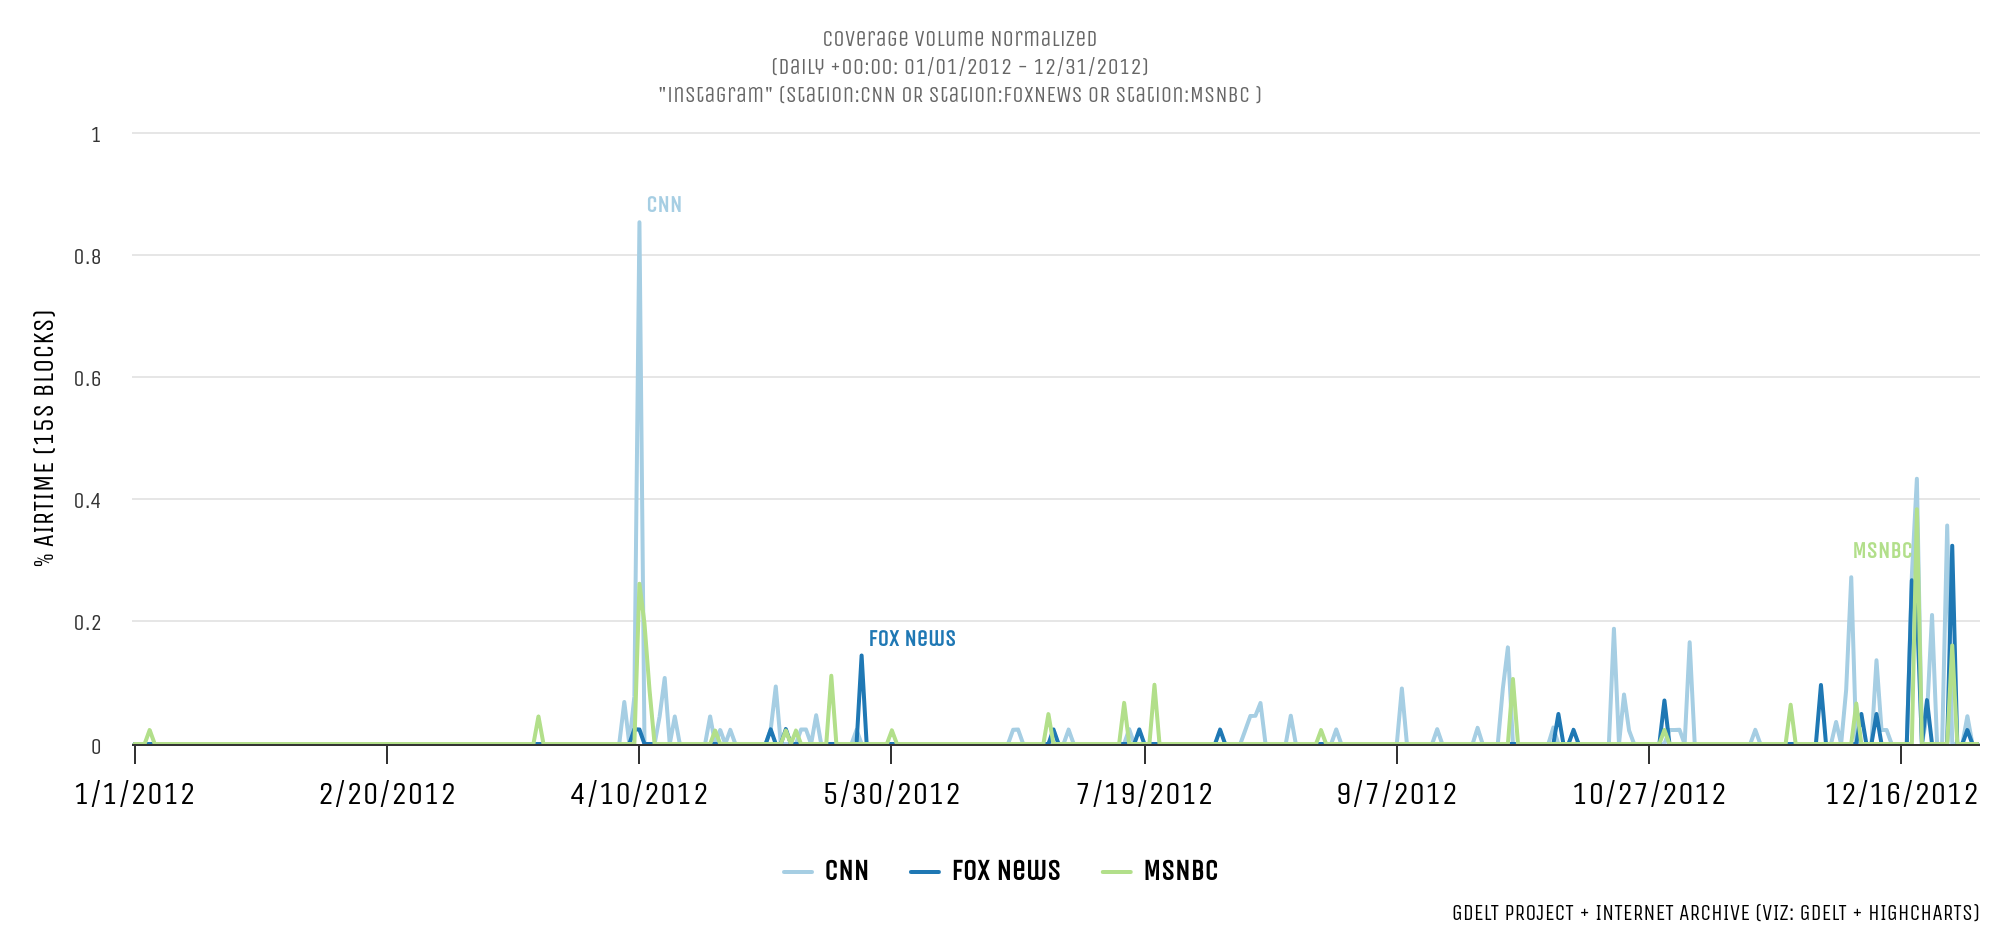 Coverage Volume Normalized
(Daily +00:00: 01/01/2012 - 12/31/2012)
"Instagram" (Station:CNN OR Station:FOXNEWS OR Station:MSNBC )
% AIRTIME (15S BLOCKS)
1
0.8
0.6
0.4
0.2
0
CNN
MSNBC
FOX News
1/1/2012 2/20/2012 4/10/2012 5/30/2012 7/19/2012 9/7/2012 10/27/2012 12/16/2012
CNN FOX News MSNBC
GDELT PROJECT + INTERNET ARCHIVE (VIZ: GDELT + HIGHCHARTS)